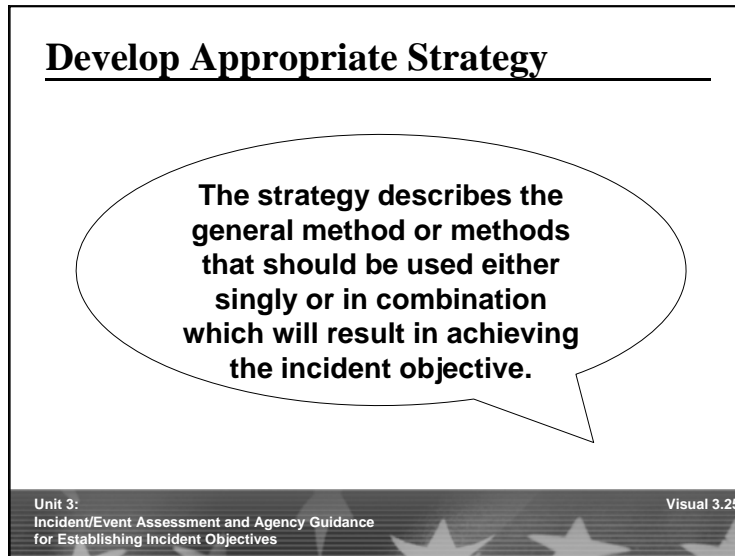 Develop Appropriate Strategy
The strategy describes the
general method or methods
that should be used either
singly or in combination
which will result in achieving
the incident objective.
Unit 3:
Visual 3.25
Incident/Event Assessment and Agency Guidance
for Establishing Incident Objectives